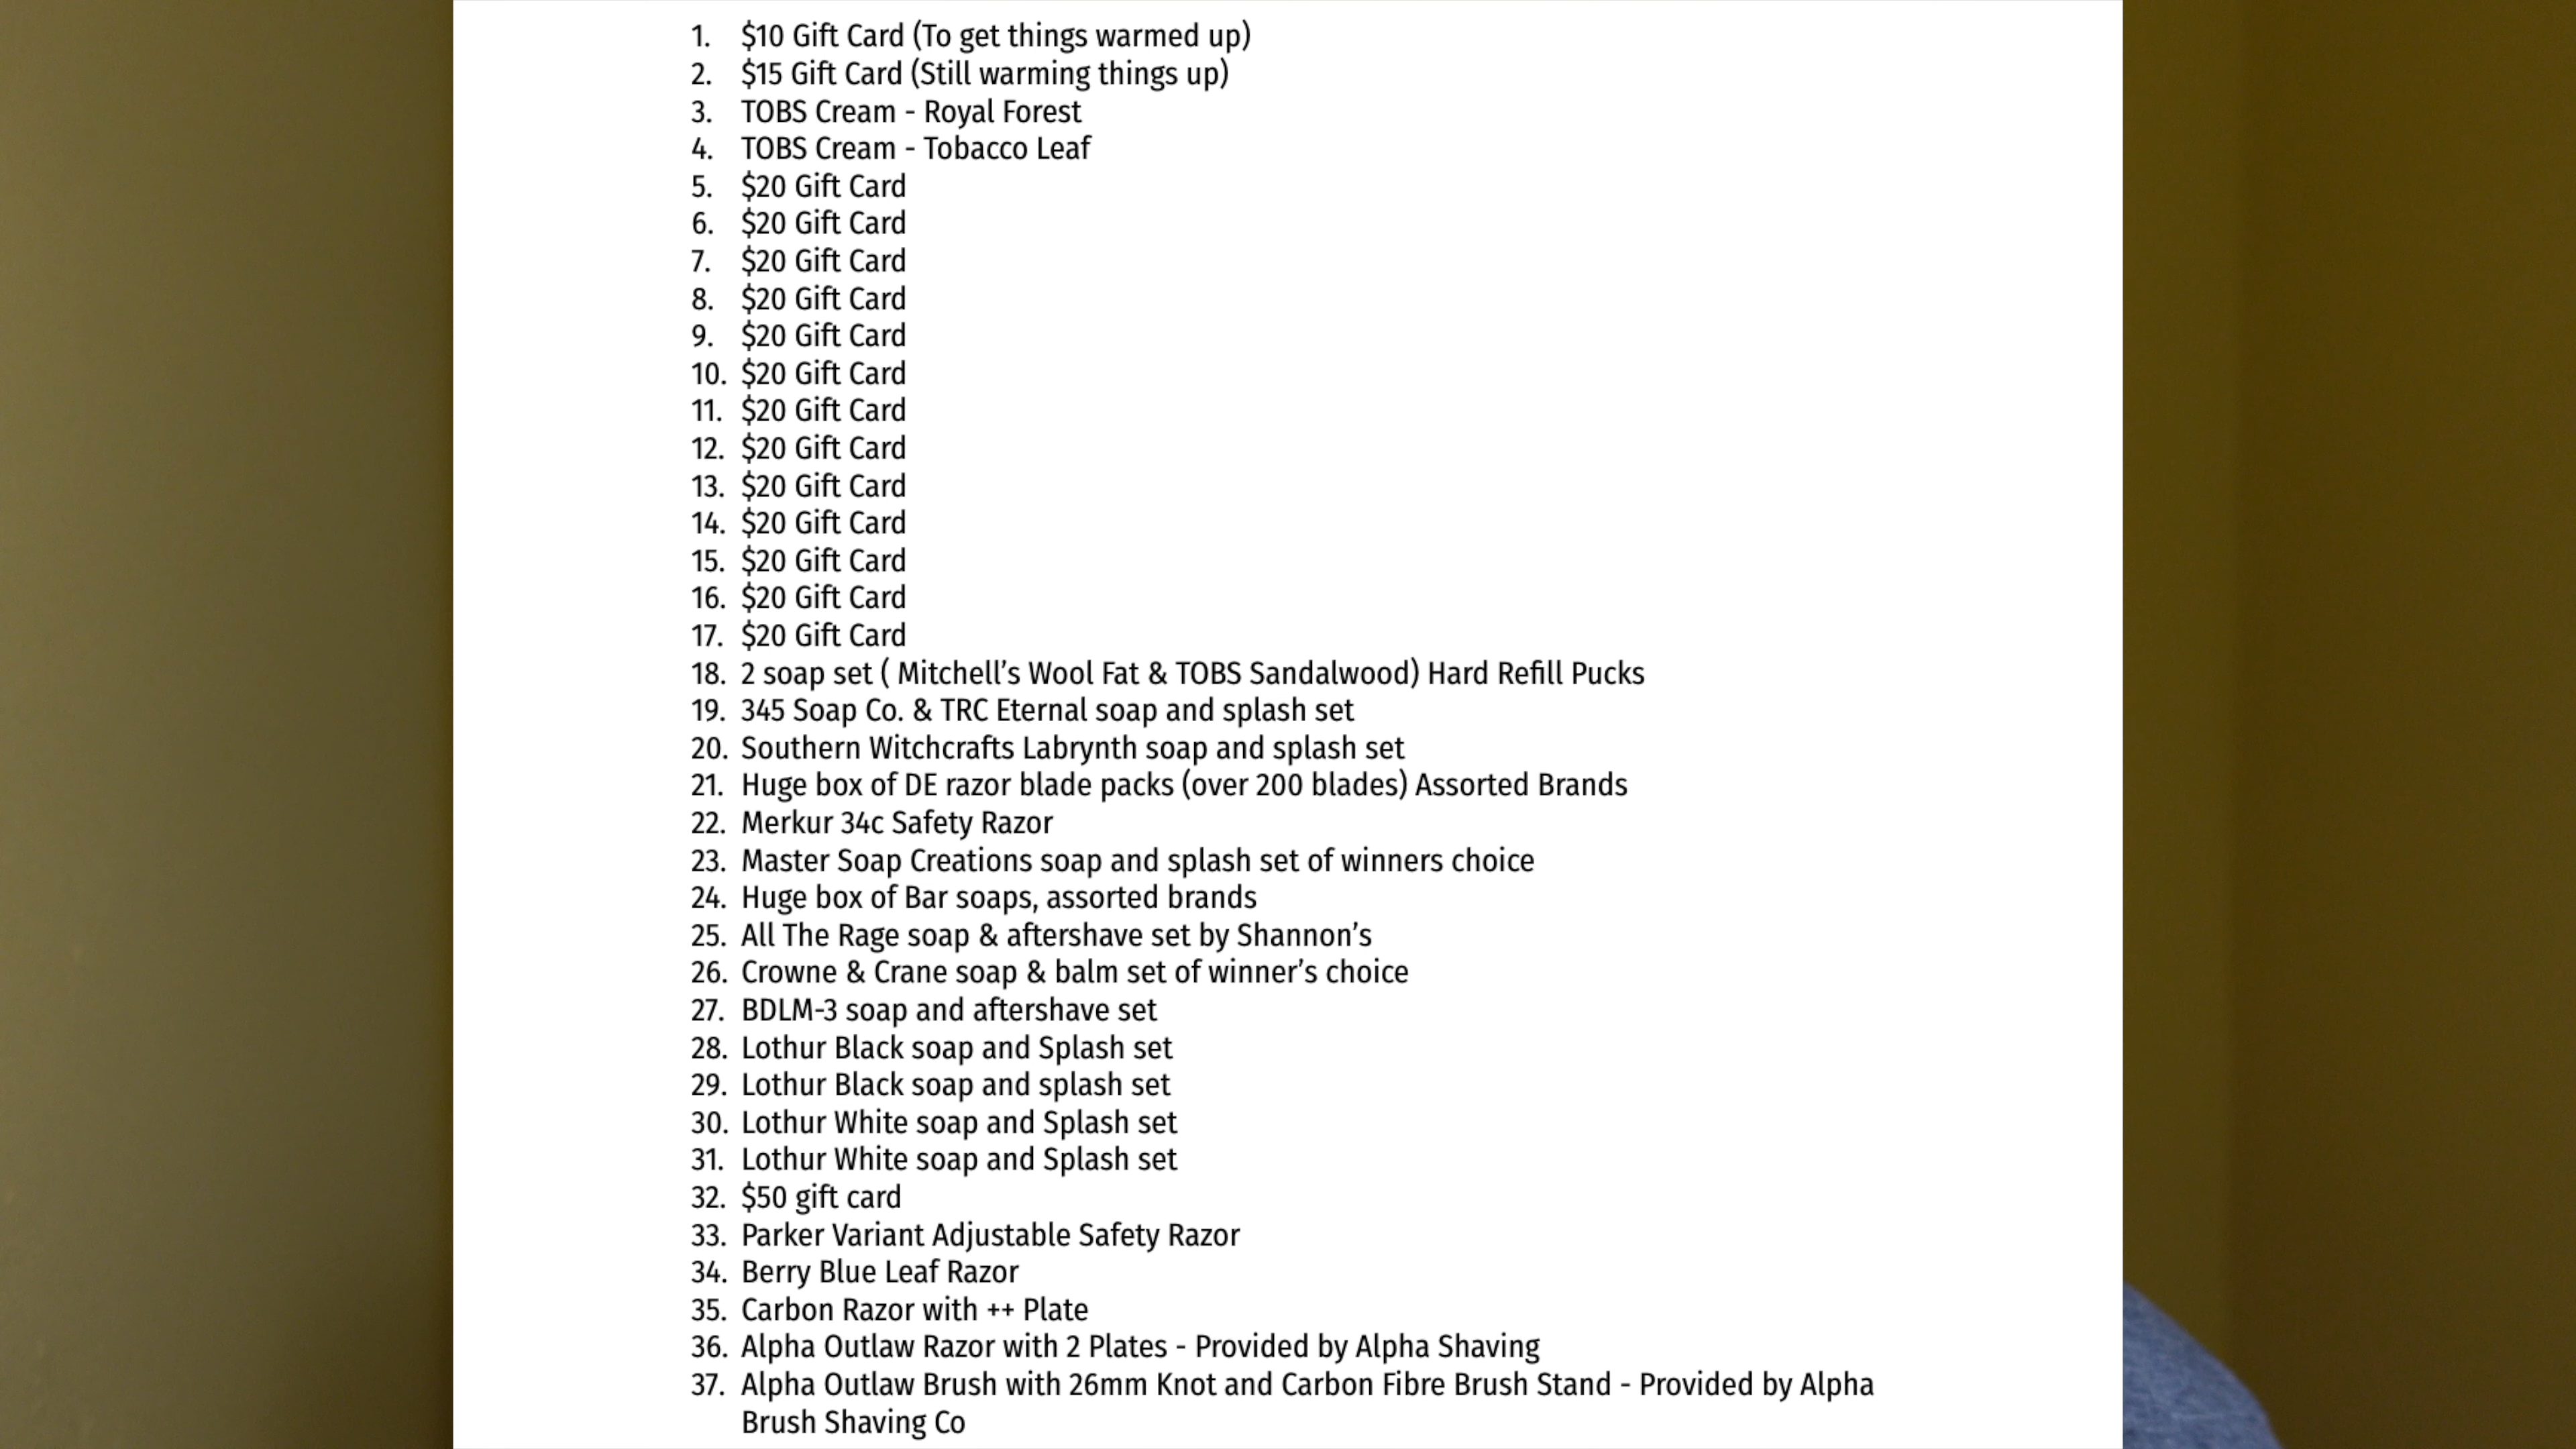 1. $10 Gift Card (To get things warmed up)
2. $15 Gift Card (Still warming things up)
3. TOBS Cream - Royal Forest
4. TOBS Cream - Tobacco Leaf
5. $20 Gift Card
6. $20 Gift Card
7. $20 Gift Card
8. $20 Gift Card
9. $20 Gift Card
10. $20 Gift Card
11. $20 Gift Card
12. $20 Gift Card
13. $20 Gift Card
14. $20 Gift Card
15. $20 Gift Card
16. $20 Gift Card
17. $20 Gift Card
18. 2 soap set ( Mitchell’s Wool Fat & TOBS Sandalwood) Hard Refill Pucks
19. 345 Soap Co. & TRC Eternal soap and splash set
20. Southern Witchcrafts Labrynth soap and splash set
21. Huge box of DE razor blade packs (over 200 blades) Assorted Brands
22. Merkur 34c Safety Razor
23. Master Soap Creations soap and splash set of winners choice
24. Huge box of Bar soaps, assorted brands
25. All The Rage soap & aftershave set by Shannon’s
26. Crowne & Crane soap & balm set of winner’s choice
27. BDLM-3 soap and aftershave set
28. Lothur Black soap and Splash set
29. Lothur Black soap and splash set
30. Lothur White soap and Splash set
31. Lothur White soap and Splash set
32. $50 gift card
33. Parker Variant Adjustable Safety Razor
34. Berry Blue Leaf Razor
35. Carbon Razor with ++ Plate
36. Alpha Outlaw Razor with 2 Plates - Provided by Alpha Shaving
37. Alpha Outlaw Brush with 26mm Knot and Carbon Fibre Brush Stand - Provided by Alpha
Brush Shaving Co